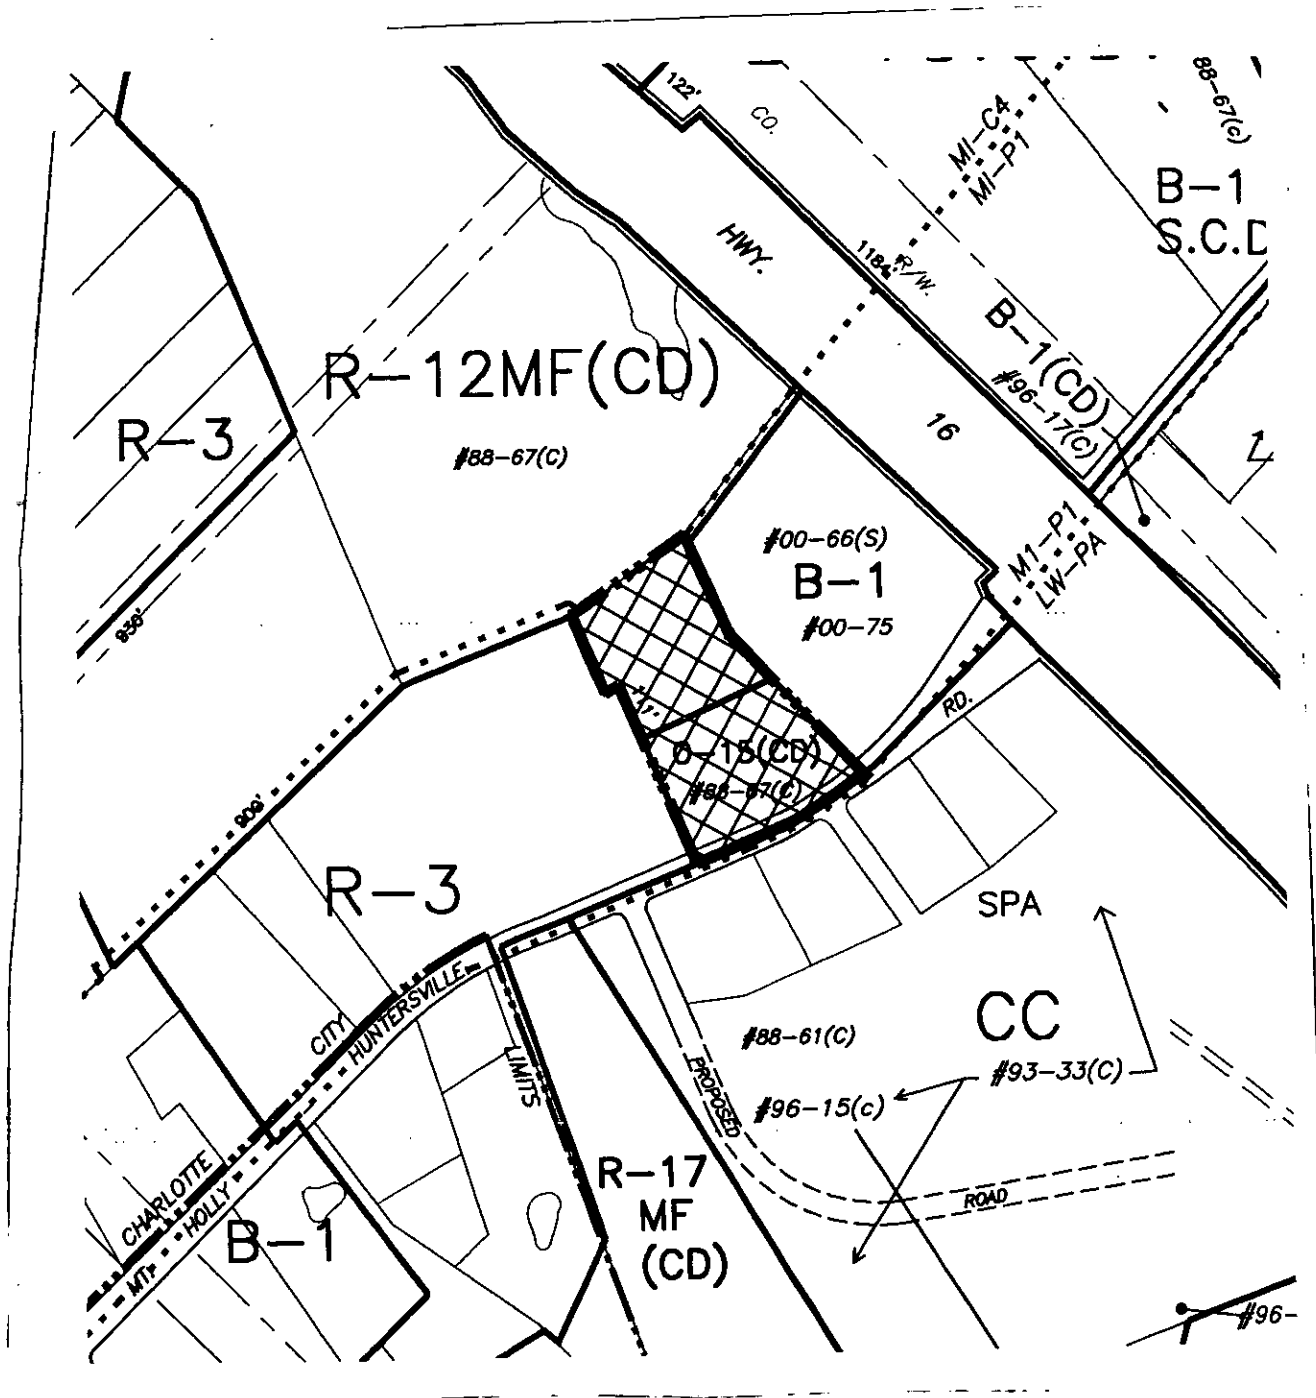 88-67(c)
122'
CO.
MI-C4
MI-P1
B-1
S.C.D
HWY.
1184'
R/W.
B-1(CD)
#96-17(C)
R-12MF(CD)
16
R-3
#88-67(C)
#00-66(S)
B-1
#00-75
M1-P1
LW-PA
936'
RD.
O-15(CD)
#88-67(C)
909'
R-3
SPA
CC
CITY
HUNTERSVILLE
LIMITS
#88-61(C)
#93-33(C)
PROPOSED
#96-15(c)
CHARLOTTE
HOLLY
MT.
B-1
R-17
MF
(CD)
ROAD
#96-